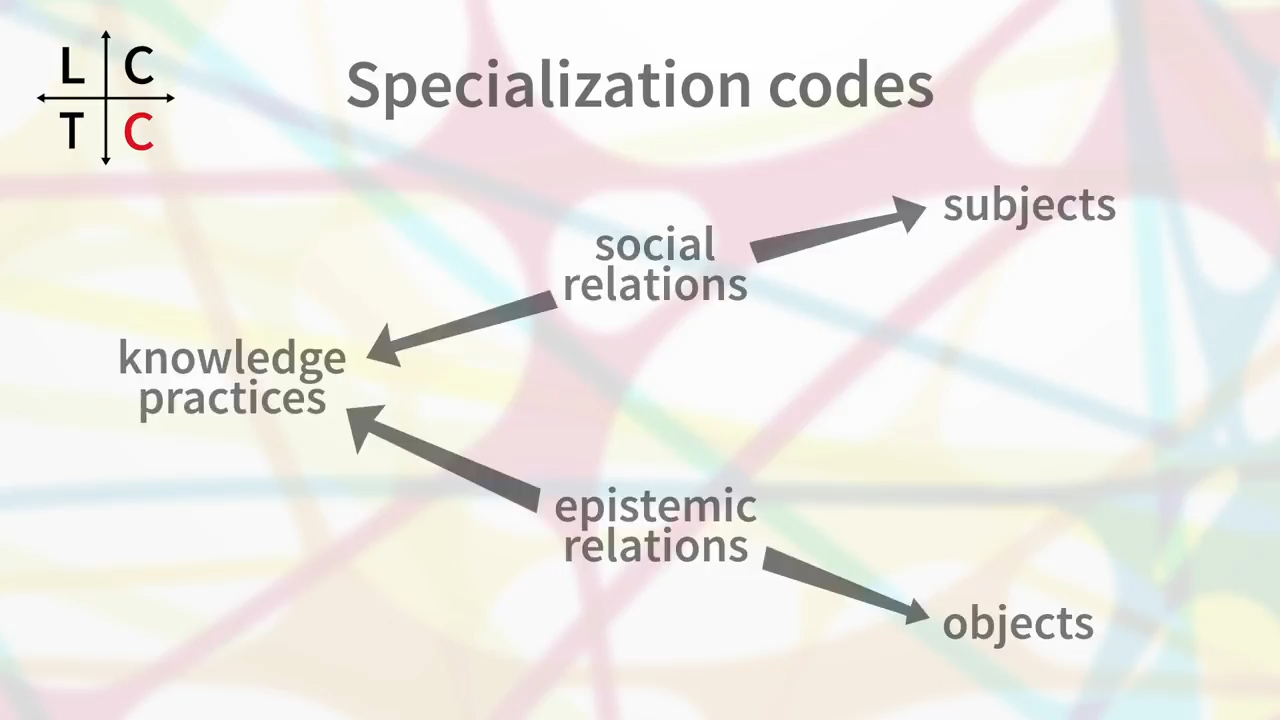 L C
T C
Specialization codes
subjects
social
relations
knowledge
practices
epistemic
relations
objects